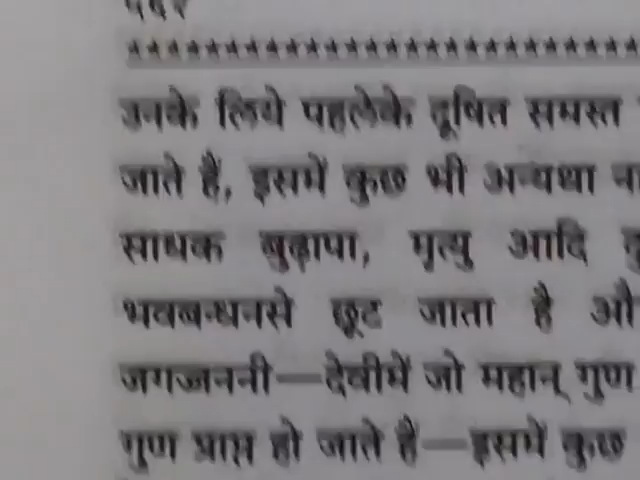 उनके लिये पहलेके दूषित समस्त
जाते हैं, इसमें कुछ भी अन्यथा
साधक बुढ़ापा, मृत्यु आदि
भवबन्धनसे छूट जाता है
जगज्जननी—देवीमें जो महान् गुण
गुण प्राप्त हो जाते हैं—इसमें कुछ